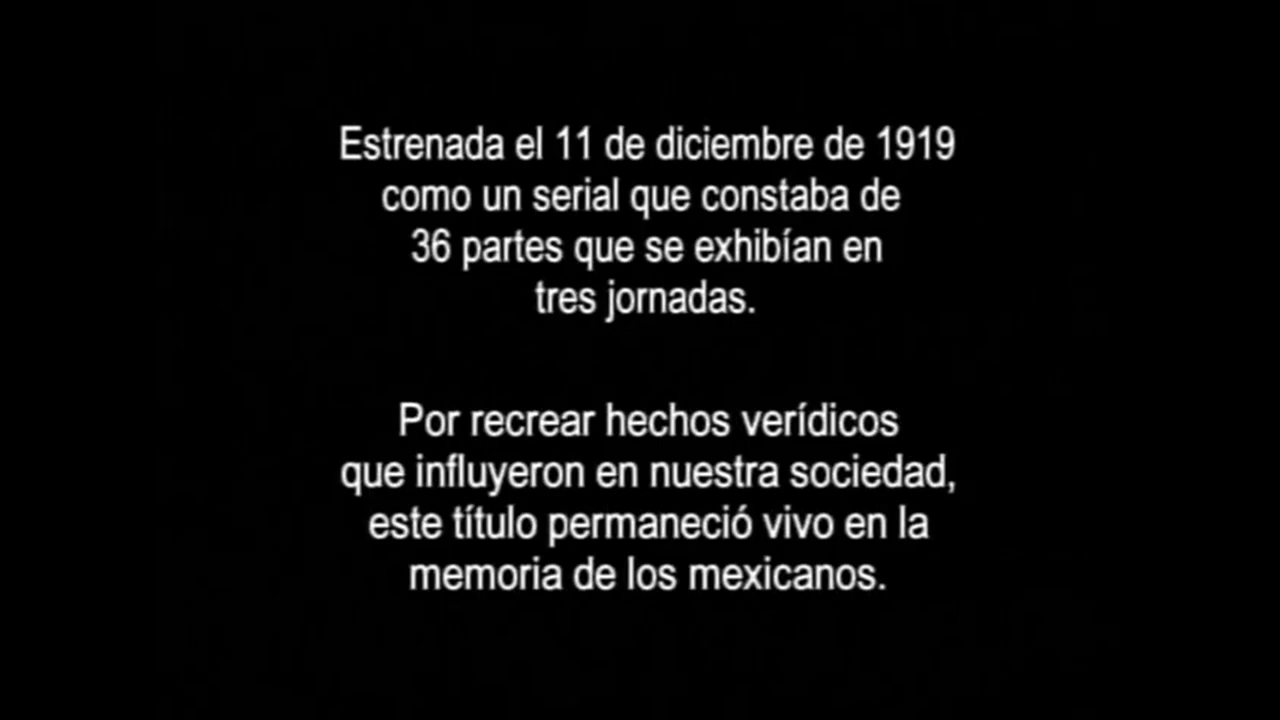 Estrenada el 11 de diciembre de 1919
como un serial que constaba de
36 partes que se exhibían en
tres jornadas.
Por recrear hechos verídicos
que influyeron en nuestra sociedad,
este título permaneció vivo en la
memoria de los mexicanos.